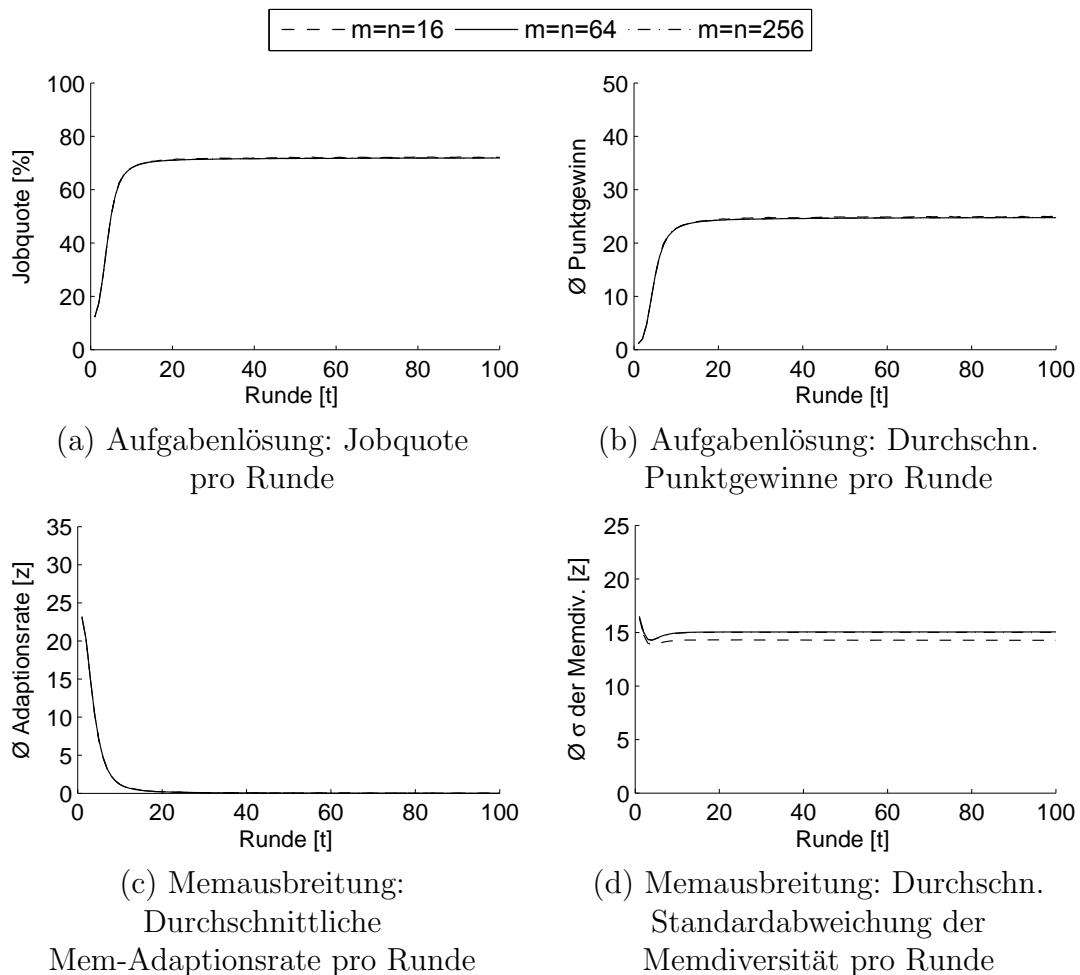 m=n=16 m=n=64 m=n=256
100
80
60
40
20
0
Jobquote [%]
0 20 40 60 80 100
Runde [t]
(a) Aufgabenlösung: Jobquote
pro Runde
50
40
30
20
10
0
Ø Punktgewinn
0 20 40 60 80 100
Runde [t]
(b) Aufgabenlösung: Durchschn.
Punktgewinne pro Runde
35
30
25
20
15
10
5
0
Ø Adaptionsrate [z]
0 20 40 60 80 100
Runde [t]
(c) Memausbreitung:
Durchschnittliche
Mem-Adaptionsrate pro Runde
25
20
15
10
5
0
Ø σ der Memdiv. [z]
0 20 40 60 80 100
Runde [t]
(d) Memausbreitung: Durchschn.
Standardabweichung der
Memdiversität pro Runde